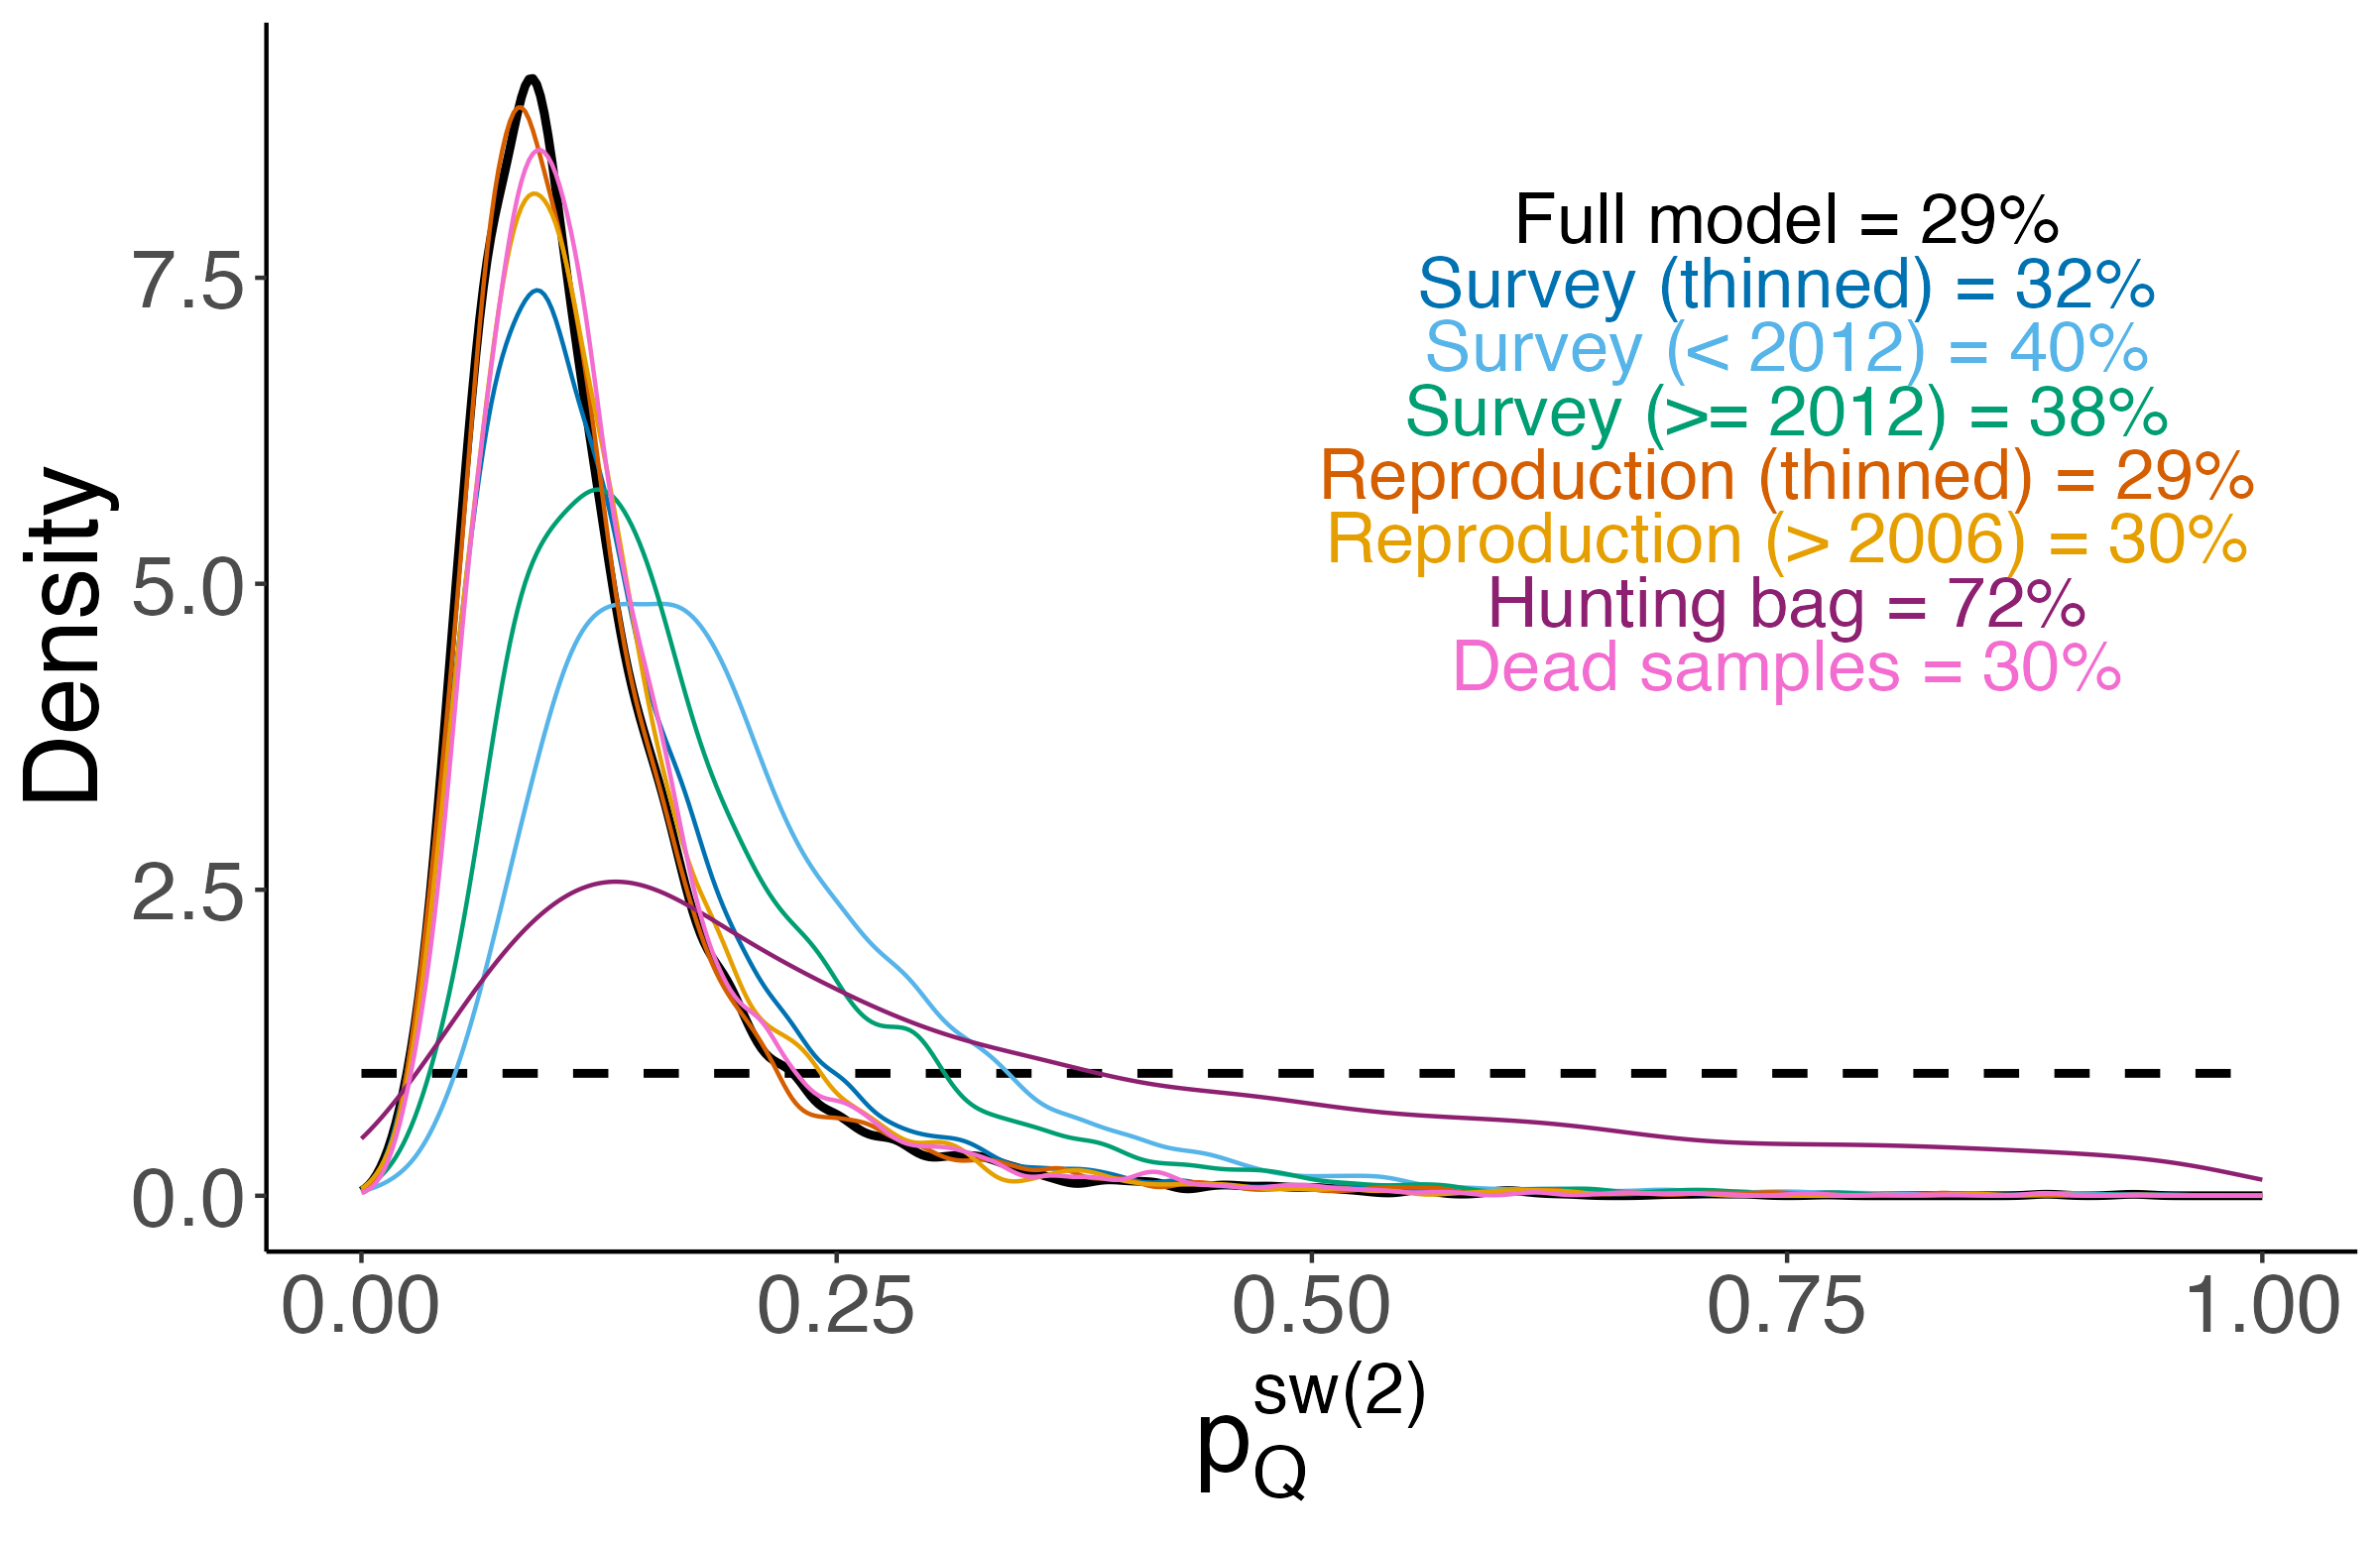 Full model = 29%
Survey (thinned) = 32%
Survey (< 2012) = 40%
Survey (>= 2012) = 38%
Reproduction (thinned) = 29%
Reproduction (> 2006) = 30%
Hunting bag = 72%
Dead samples = 30%
Density
7.5
5.0
2.5
0.0
0.00 0.25 0.50 0.75 1.00
p_Q^sw(2)